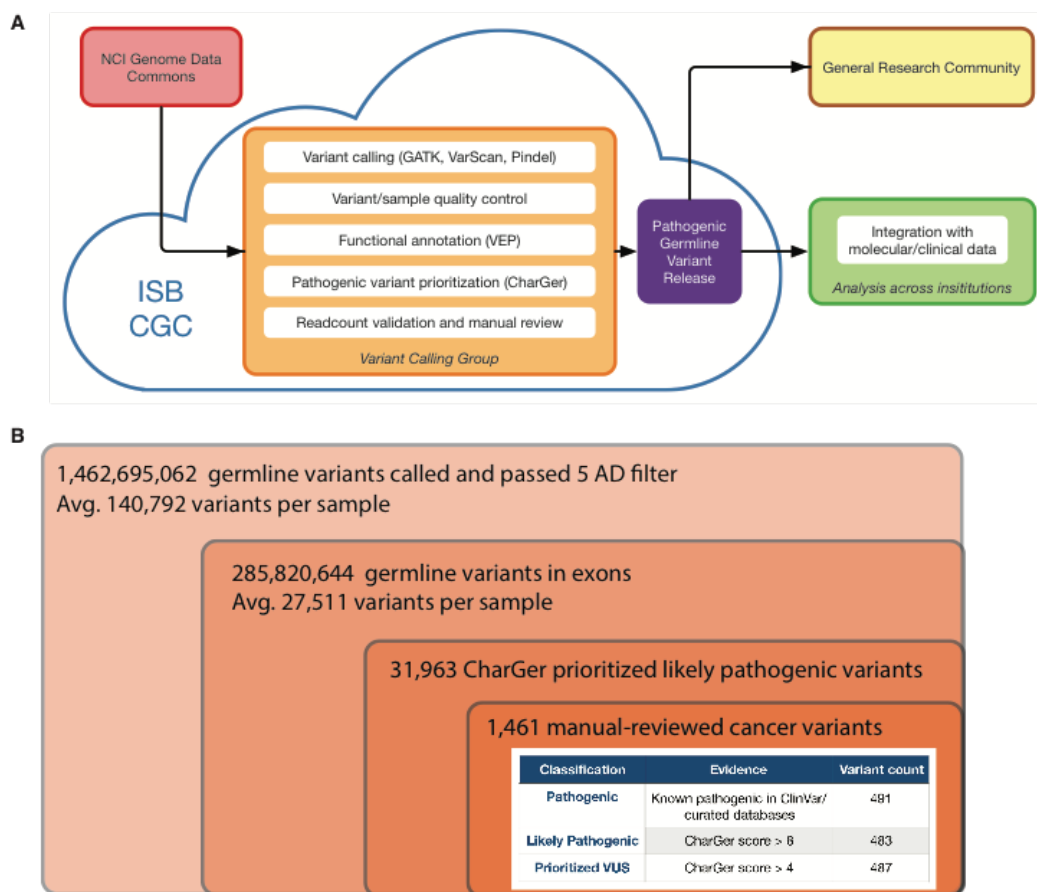 A
NCI Genome Data
Commons
General Research Community
Variant calling (GATK, VarScan, Pindel)
Variant/sample quality control
Functional annotation (VEP)
Pathogenic variant prioritization (CharGer)
Readcount validation and manual review
Variant Calling Group
ISB
CGC
Pathogenic
Germline
Variant
Release
Integration with
molecular/clinical data
Analysis across insititutions
B
1,462,695,062 germline variants called and passed 5 AD filter
Avg. 140,792 variants per sample
285,820,644 germline variants in exons
Avg. 27,511 variants per sample
31,963 CharGer prioritized likely pathogenic variants
1,461 manual-reviewed cancer variants
Classification Evidence Variant count
Pathogenic Known pathogenic in ClinVar/ 491
curated databases
Likely Pathogenic CharGer score > 8 483
Prioritized VUS CharGer score > 4 487